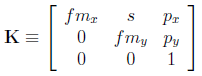 K ≡ [ fm_x s p_x
0 fm_y p_y
0 0 1 ]